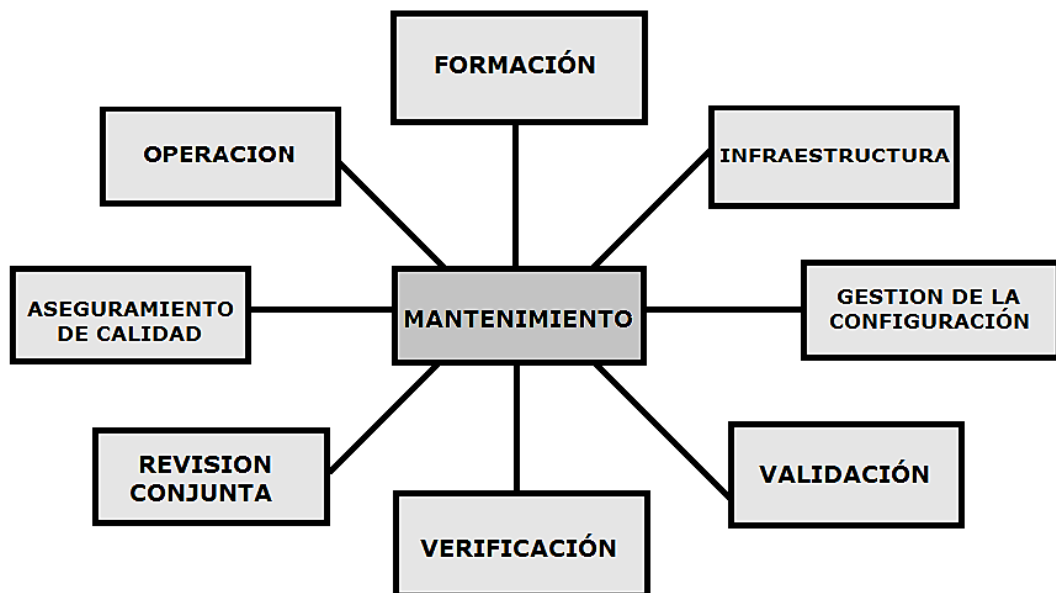 FORMACIÓN
OPERACION
INFRAESTRUCTURA
ASEGURAMIENTO
DE CALIDAD
MANTENIMIENTO
GESTION DE LA
CONFIGURACIÓN
REVISION
CONJUNTA
VALIDACIÓN
VERIFICACIÓN